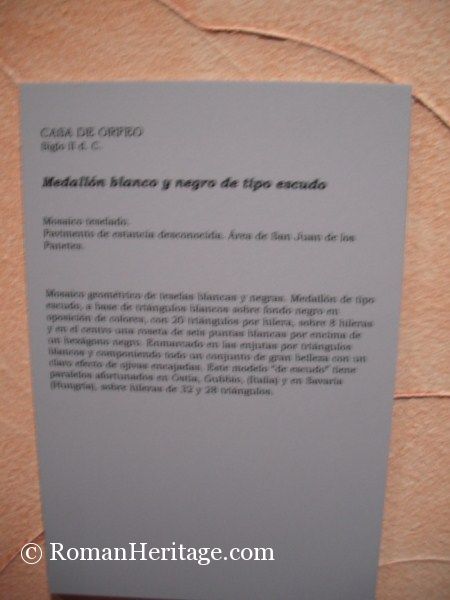 CASA DE ORFEO
Siglo II d. C.
Medallón blanco y negro de tipo escudo
Mosaico teselado.
Pavimento de estancia desconocida. Área de San Juan de los
Panetes.
Mosaico geométrico de teselas blancas y negras. Medallón de tipo
escudo, a base de triángulos blancos sobre fondo negro en
oposición de colores, con 20 triángulos por hilera, sobre 8 hileras
y en el centro una roseta de seis puntas blancas por encima de
un hexágono negro. Enmarcado en las enjutas por triángulos
blancos y componiendo todo un conjunto de gran belleza con un
claro efecto de ojivas encajadas. Este modelo "de escudo" tiene
paralelos afortunados en Ostia, Gubbio, (Italia) y en Savaria
(Hungría), sobre hileras de 32 y 28 triángulos.
© RomanHeritage.com